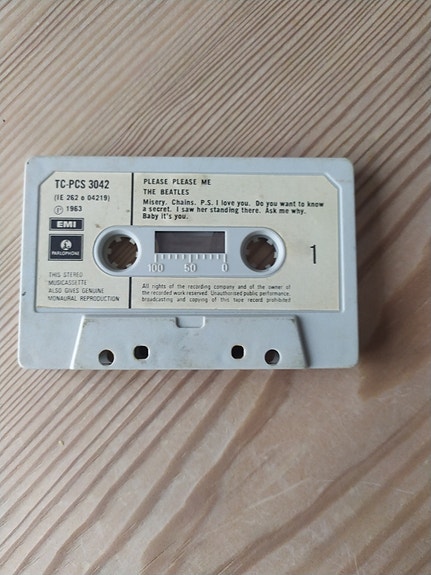 TC-PCS 3042
(IE 262 o 04219)
Ⓟ 1963
EMI
PARLOPHONE
THIS STEREO
MUSICASSETTE
ALSO GIVES GENUINE
MONAURAL REPRODUCTION
PLEASE PLEASE ME
THE BEATLES
Misery. Chains. P.S. I love you. Do you want to know
a secret. I saw her standing there. Ask me why.
Baby it's you.
100 50 0
1
All rights of the recording company and of the owner of
the recorded work reserved. Unauthorised public performance,
broadcasting and copying of this tape record prohibited